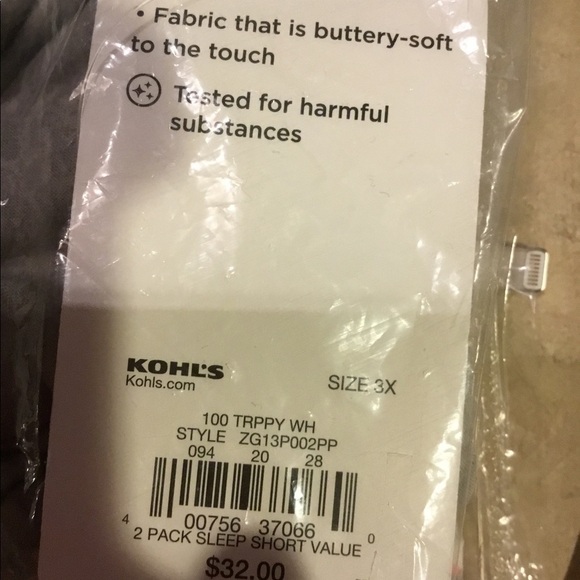 • Fabric that is buttery-soft
to the touch
Tested for harmful
substances
KOHL'S
Kohls.com
SIZE 3X
100 TRPPY WH
STYLE ZG13P002PP
094 20 28
4 00756 37066 0
2 PACK SLEEP SHORT VALUE
$32.00